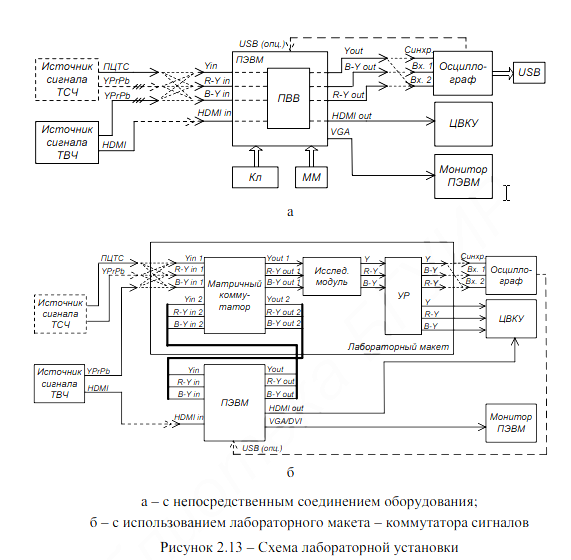 USB (опц.)
Источник
сигнала
ТСЧ
ПЦТС
YPrPb
YPrPb
Источник
сигнала
ТВЧ
HDMI
Yin
R-Y in
B-Y in
HDMI in
ПЭВМ
ПВВ
Yout
B-Y out
R-Y out
HDMI out
VGA
Синхр.
Вх. 1
Вх. 2
Осцилло-
граф
USB
ЦВКУ
Монитор
ПЭВМ
Кл
ММ
а
ПЦТС
YPrPb
Источник
сигнала
ТСЧ
Источник
сигнала
ТВЧ
YPrPb
HDMI
Yin 1
R-Y in 1
B-Y in 1
Yin 2
R-Y in 2
B-Y in 2
Матричный
комму-
татор
Yout 1
R-Y out 1
B-Y out 1
Yout 2
R-Y out 2
B-Y out 2
Исслед.
модуль
Y
R-Y
B-Y
УР
Y
B-Y
R-Y
Y
R-Y
B-Y
Лабораторный макет
Синхр.
Вх. 1
Вх. 2
Осцилло-
граф
ЦВКУ
Yin
R-Y in
B-Y in
HDMI in
ПЭВМ
Yout
R-Y out
B-Y out
HDMI out
VGA/DVI
USB (опц.)
Монитор
ПЭВМ
б
а – с непосредственным соединением оборудования;
б – с использованием лабораторного макета – коммутатора сигналов
Рисунок 2.13 – Схема лабораторной установки